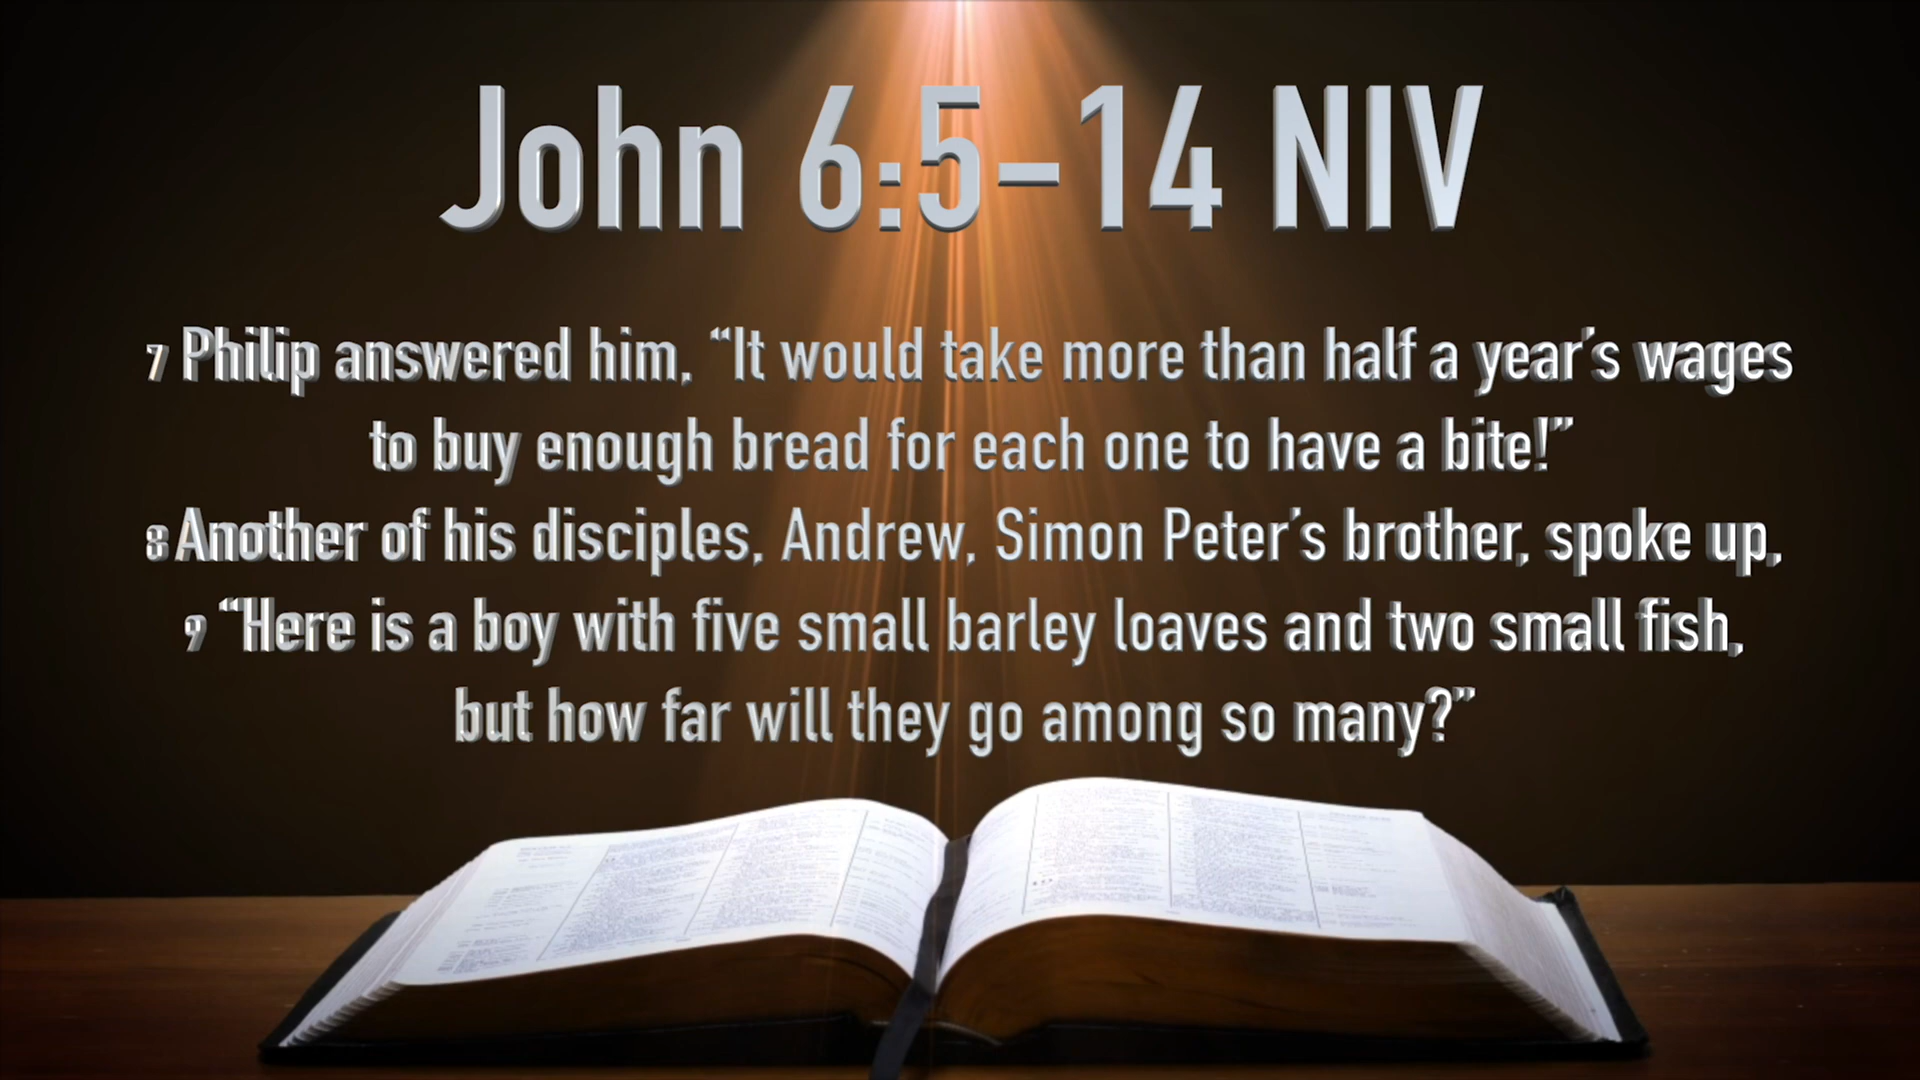 John 6:5–14 NIV
7 Philip answered him, “It would take more than half a year’s wages
to buy enough bread for each one to have a bite!”
8 Another of his disciples, Andrew, Simon Peter’s brother, spoke up,
9 “Here is a boy with five small barley loaves and two small fish,
but how far will they go among so many?”